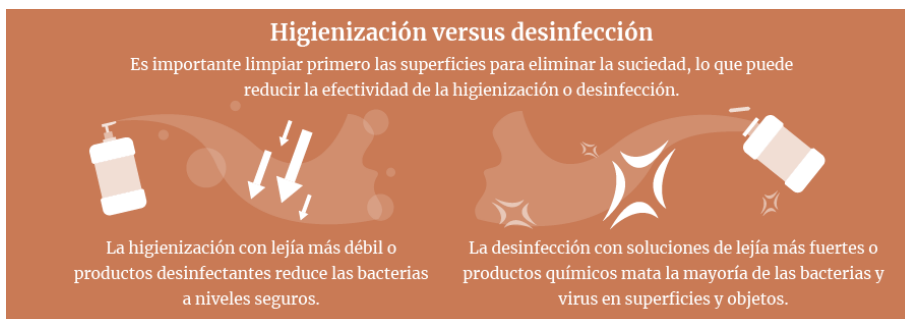 Higienización versus desinfección
Es importante limpiar primero las superficies para eliminar la suciedad, lo que puede
reducir la efectividad de la higienización o desinfección.
La higienización con lejía más débil o
productos desinfectantes reduce las bacterias
a niveles seguros.
La desinfección con soluciones de lejía más fuertes o
productos químicos mata la mayoría de las bacterias y
virus en superficies y objetos.